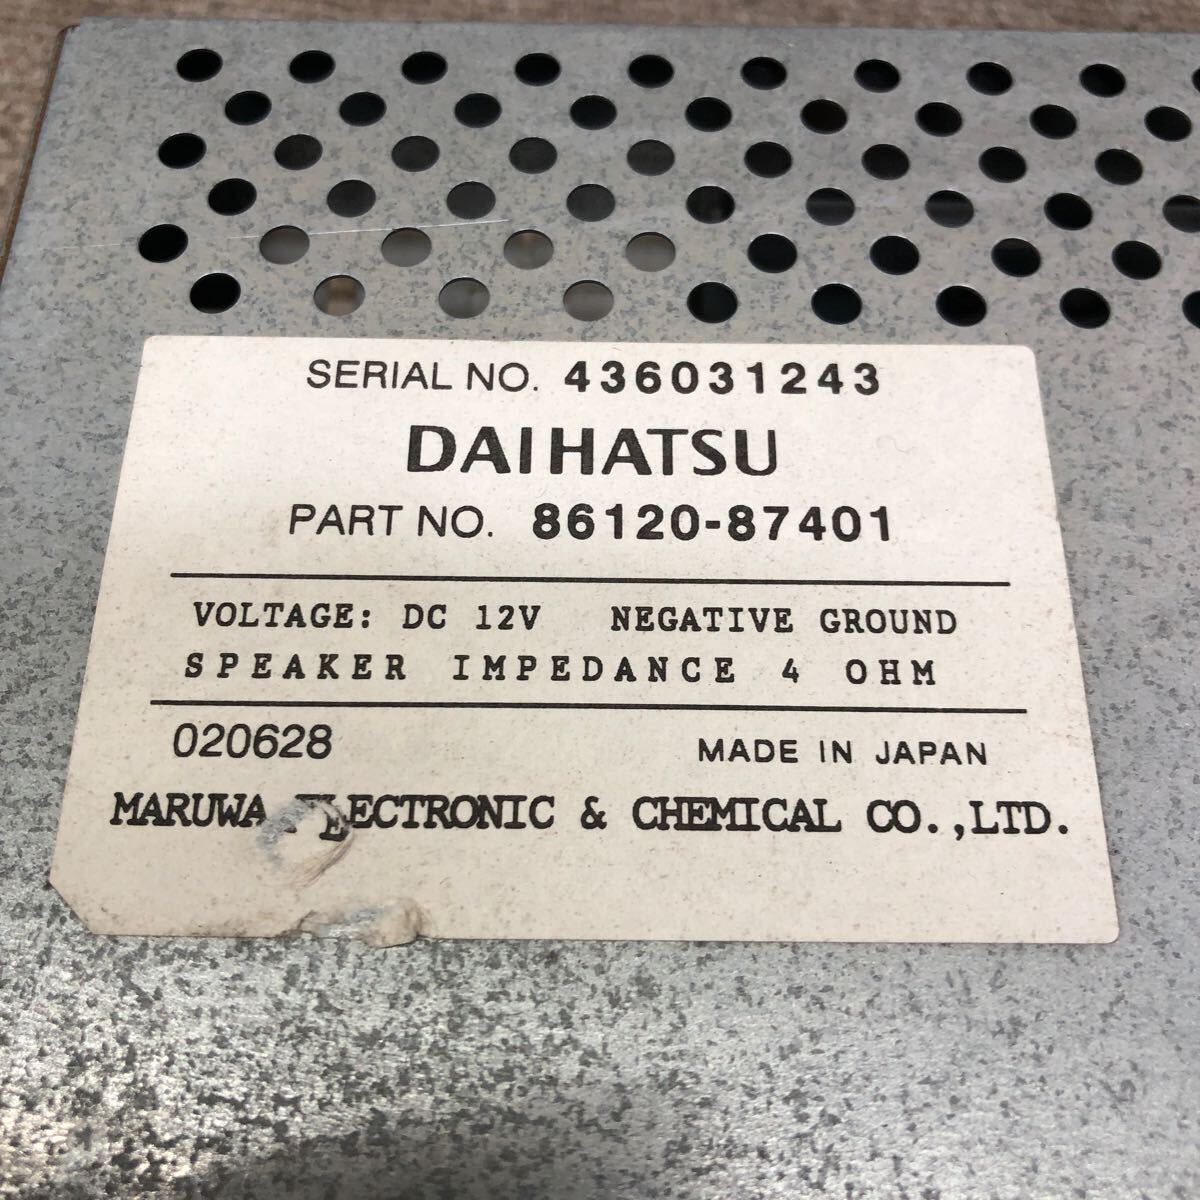 SERIAL NO. 436031243
DAIHATSU
PART NO. 86120-87401
VOLTAGE: DC 12V NEGATIVE GROUND
SPEAKER IMPEDANCE 4 OHM
020628 MADE IN JAPAN
MARUWA ELECTRONIC & CHEMICAL CO.,LTD.